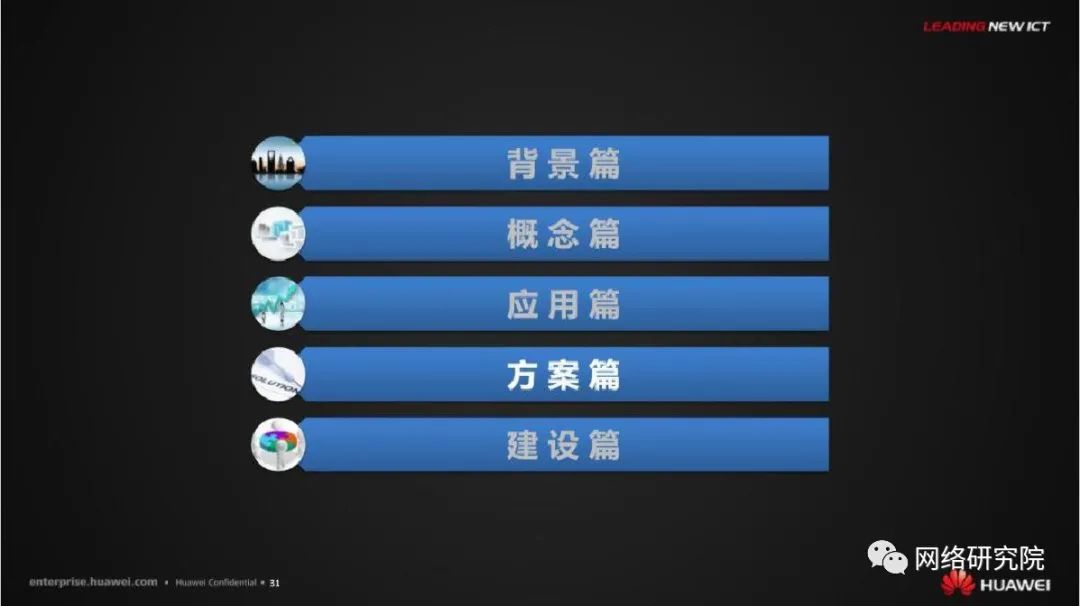 LEADING NEW ICT
背景篇
概念篇
应用篇
方案篇
SOLUTION
建设篇
网络研究院
enterprise.huawei.com • Huawei Confidential • 31
HUAWEI